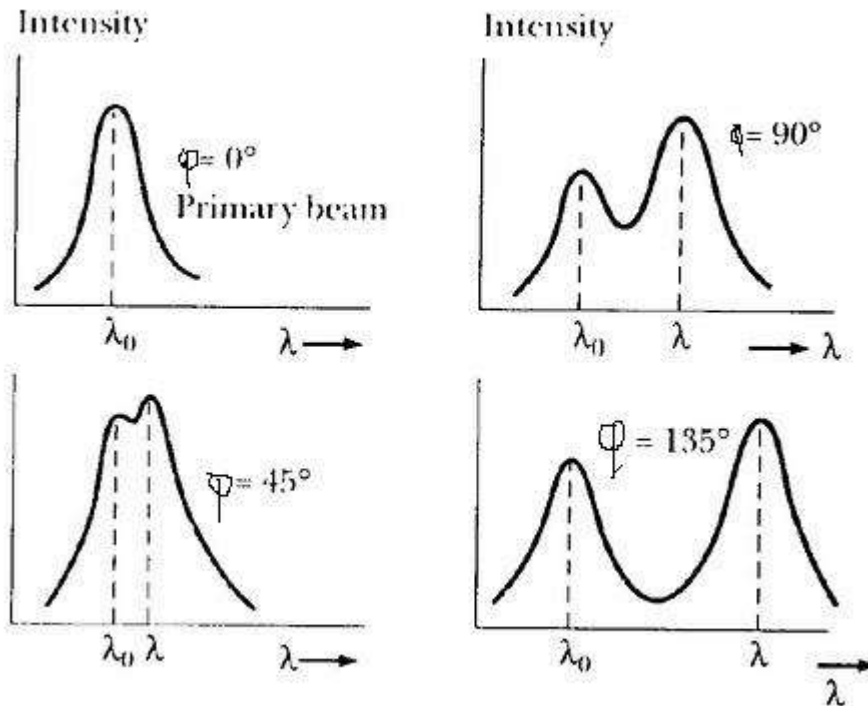 Intensity
φ= 0°
Primary beam
λ₀
λ
Intensity
φ= 90°
λ₀
λ
λ
φ= 45°
λ₀
λ
λ
φ = 135°
λ₀
λ
λ